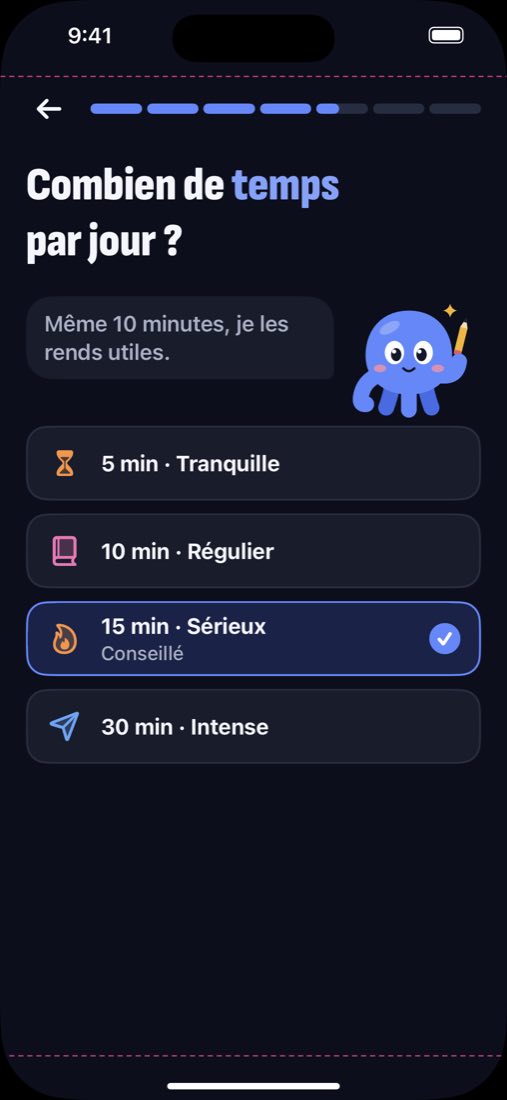 9:41
Combien de temps
par jour ?
Même 10 minutes, je les
rends utiles.
5 min · Tranquille
10 min · Régulier
15 min · Sérieux
Conseillé
30 min · Intense